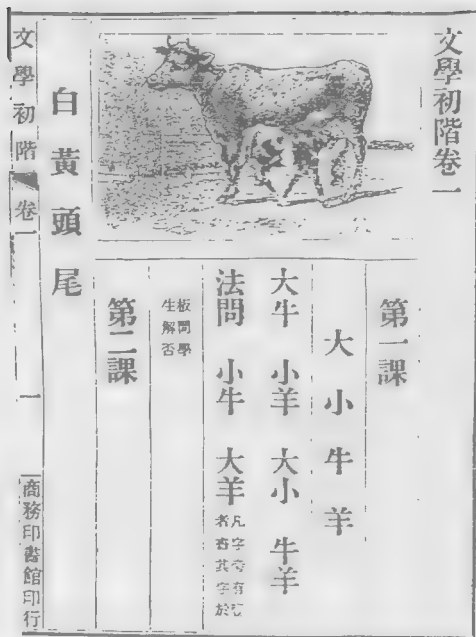 文學初階卷一
第一課
大 小 牛 羊
大牛 小羊 大小 牛羊
法問 小牛 大羊
凡字旁有
者書其字於
板問學
生解否
第二課
白 黃 頭 尾
文學初階 卷一 一 商務印書館印行